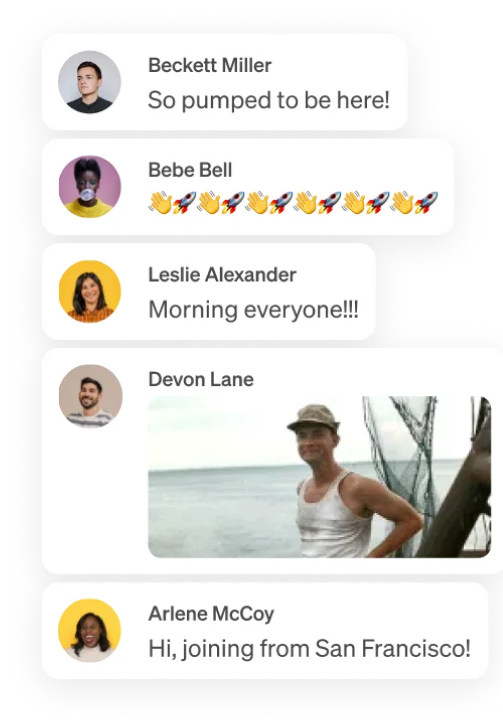 Beckett Miller
So pumped to be here!
Bebe Bell
👋🚀👋🚀👋🚀👋🚀👋🚀👋🚀
Leslie Alexander
Morning everyone!!!
Devon Lane
Arlene McCoy
Hi, joining from San Francisco!